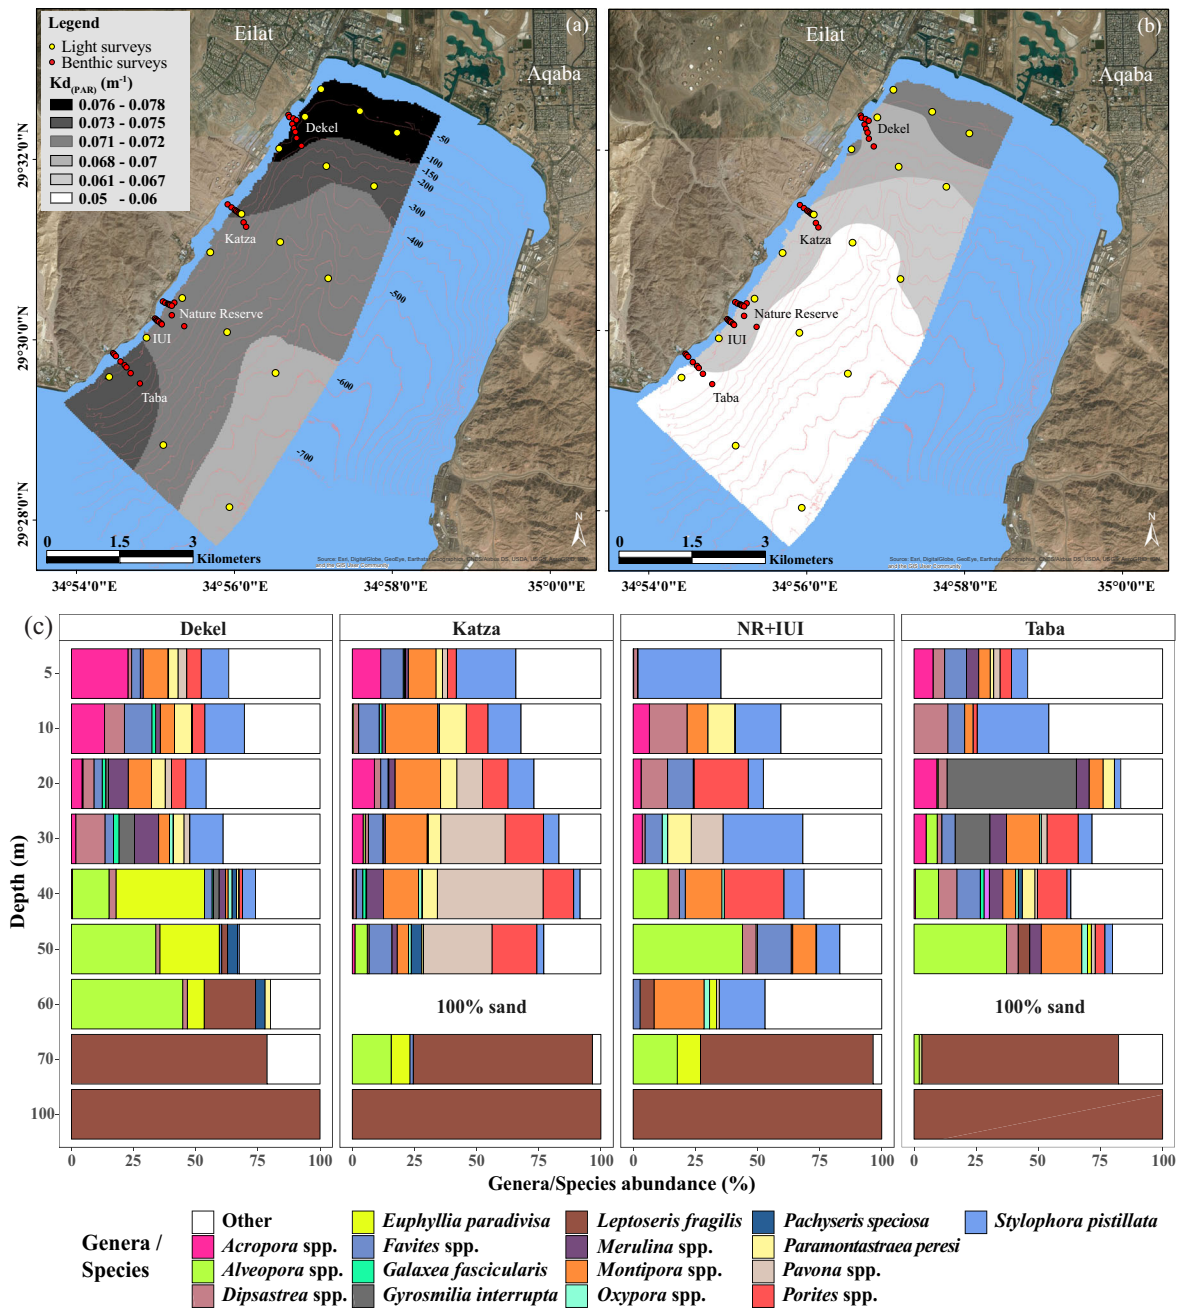 Legend
Light surveys
Benthic surveys
Kd(PAR) (m-1)
0.076 - 0.078
0.073 - 0.075
0.071 - 0.072
0.068 - 0.07
0.061 - 0.067
0.05 - 0.06
(a)
Eilat
Aqaba
Dekel
Katza
Nature Reserve
IUI
Taba
-50
-100
-150
-200
-300
-400
-500
-600
-700
29°32'0"N
29°30'0"N
29°28'0"N
0 1.5 3
Kilometers
N
34°54'0"E 34°56'0"E 34°58'0"E 35°0'0"E
(b)
Eilat
Aqaba
Dekel
Katza
Nature Reserve
IUI
Taba
0 1.5 3
Kilometers
N
34°54'0"E 34°56'0"E 34°58'0"E 35°0'0"E
(c)
Dekel Katza NR+IUI Taba
Depth (m)
5
10
20
30
40
50
60
70
100
100% sand
100% sand
0 25 50 75 100 0 25 50 75 100 0 25 50 75 100 0 25 50 75 100
Genera/Species abundance (%)
Genera / Species
Other
Acropora spp.
Alveopora spp.
Dipsastrea spp.
Euphyllia paradivisa
Favites spp.
Galaxea fascicularis
Gyrosmilia interrupta
Leptoseris fragilis
Merulina spp.
Montipora spp.
Oxypora spp.
Pachyseris speciosa
Paramontastraea peresi
Pavona spp.
Porites spp.
Stylophora pistillata